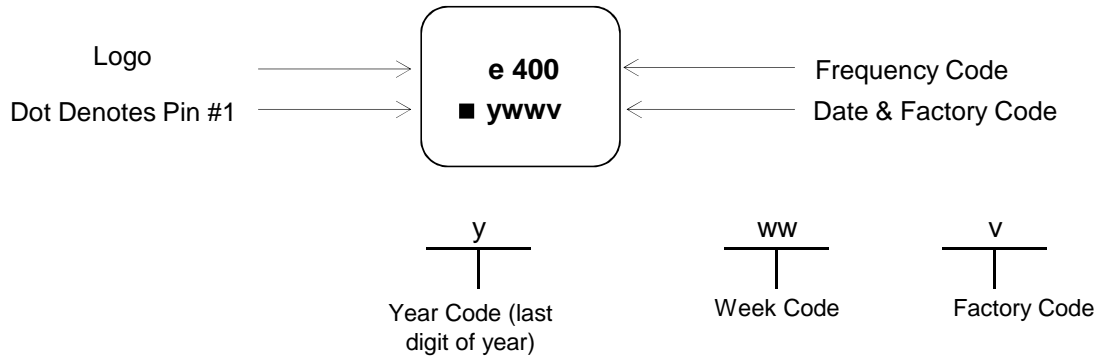 Logo
e 400
Frequency Code
Dot Denotes Pin #1
■ ywwv
Date & Factory Code
y
ww
v
Year Code (last
digit of year)
Week Code
Factory Code